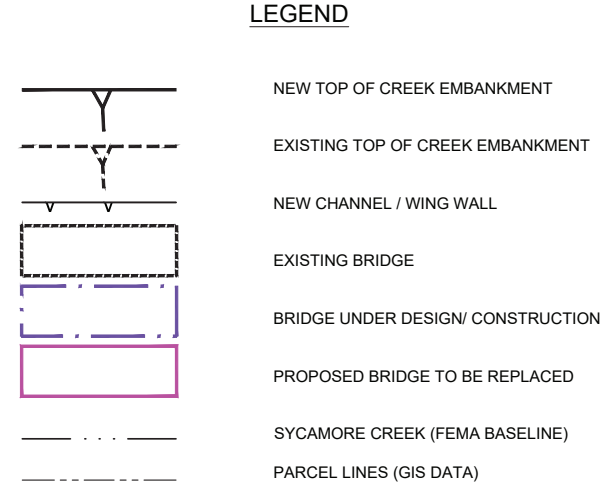 LEGEND
NEW TOP OF CREEK EMBANKMENT
EXISTING TOP OF CREEK EMBANKMENT
NEW CHANNEL / WING WALL
EXISTING BRIDGE
BRIDGE UNDER DESIGN/ CONSTRUCTION
PROPOSED BRIDGE TO BE REPLACED
SYCAMORE CREEK (FEMA BASELINE)
PARCEL LINES (GIS DATA)